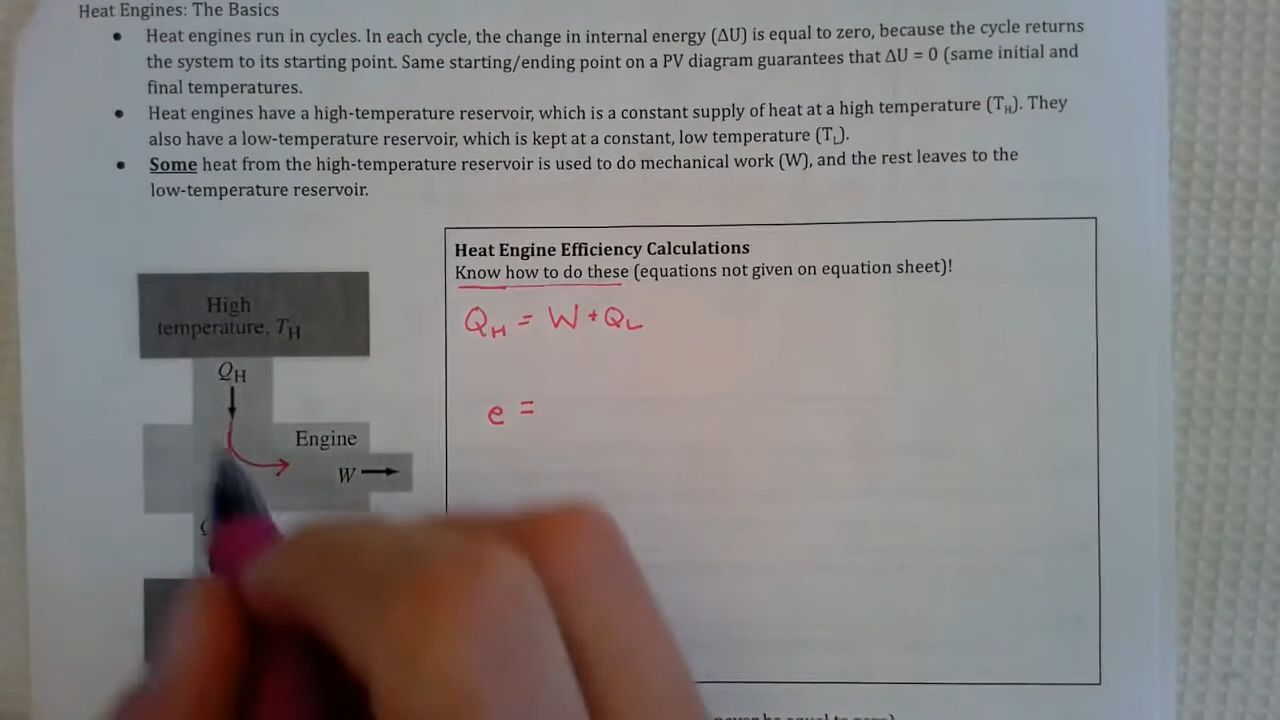 Heat Engines: The Basics
• Heat engines run in cycles. In each cycle, the change in internal energy (ΔU) is equal to zero, because the cycle returns
the system to its starting point. Same starting/ending point on a PV diagram guarantees that ΔU = 0 (same initial and
final temperatures.
• Heat engines have a high-temperature reservoir, which is a constant supply of heat at a high temperature (T_H). They
also have a low-temperature reservoir, which is kept at a constant, low temperature (T_L).
• Some heat from the high-temperature reservoir is used to do mechanical work (W), and the rest leaves to the
low-temperature reservoir.
High
temperature, T_H
Q_H
Engine
W
Heat Engine Efficiency Calculations
Know how to do these (equations not given on equation sheet)!
Q_H = W + Q_L
e =